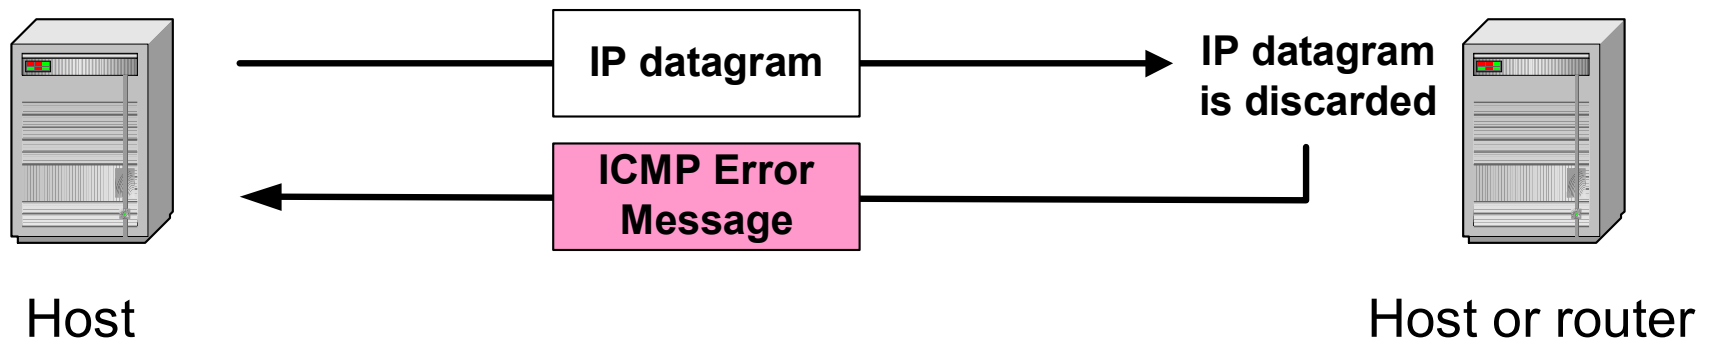 IP datagram
IP datagram
is discarded
ICMP Error
Message
Host
Host or router